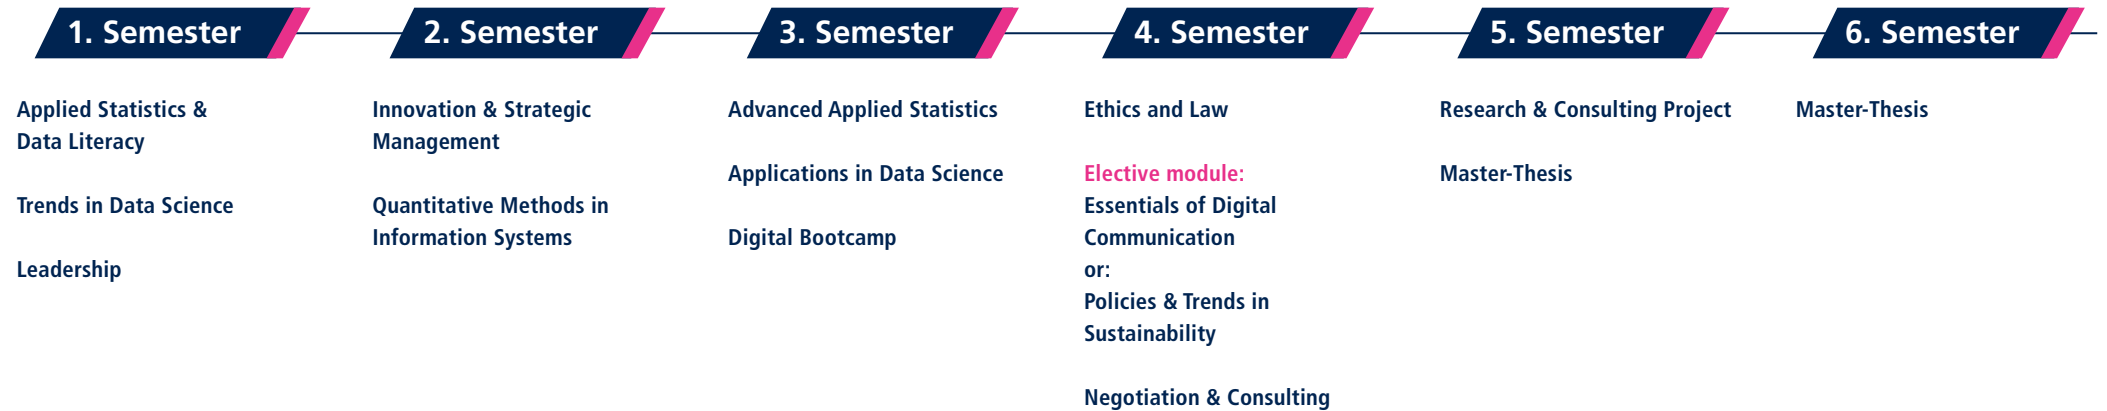 1. Semester
Applied Statistics &
Data Literacy
Trends in Data Science
Leadership
2. Semester
Innovation & Strategic
Management
Quantitative Methods in
Information Systems
3. Semester
Advanced Applied Statistics
Applications in Data Science
Digital Bootcamp
4. Semester
Ethics and Law
Elective module:
Essentials of Digital
Communication
or:
Policies & Trends in
Sustainability
Negotiation & Consulting
5. Semester
Research & Consulting Project
Master-Thesis
6. Semester
Master-Thesis